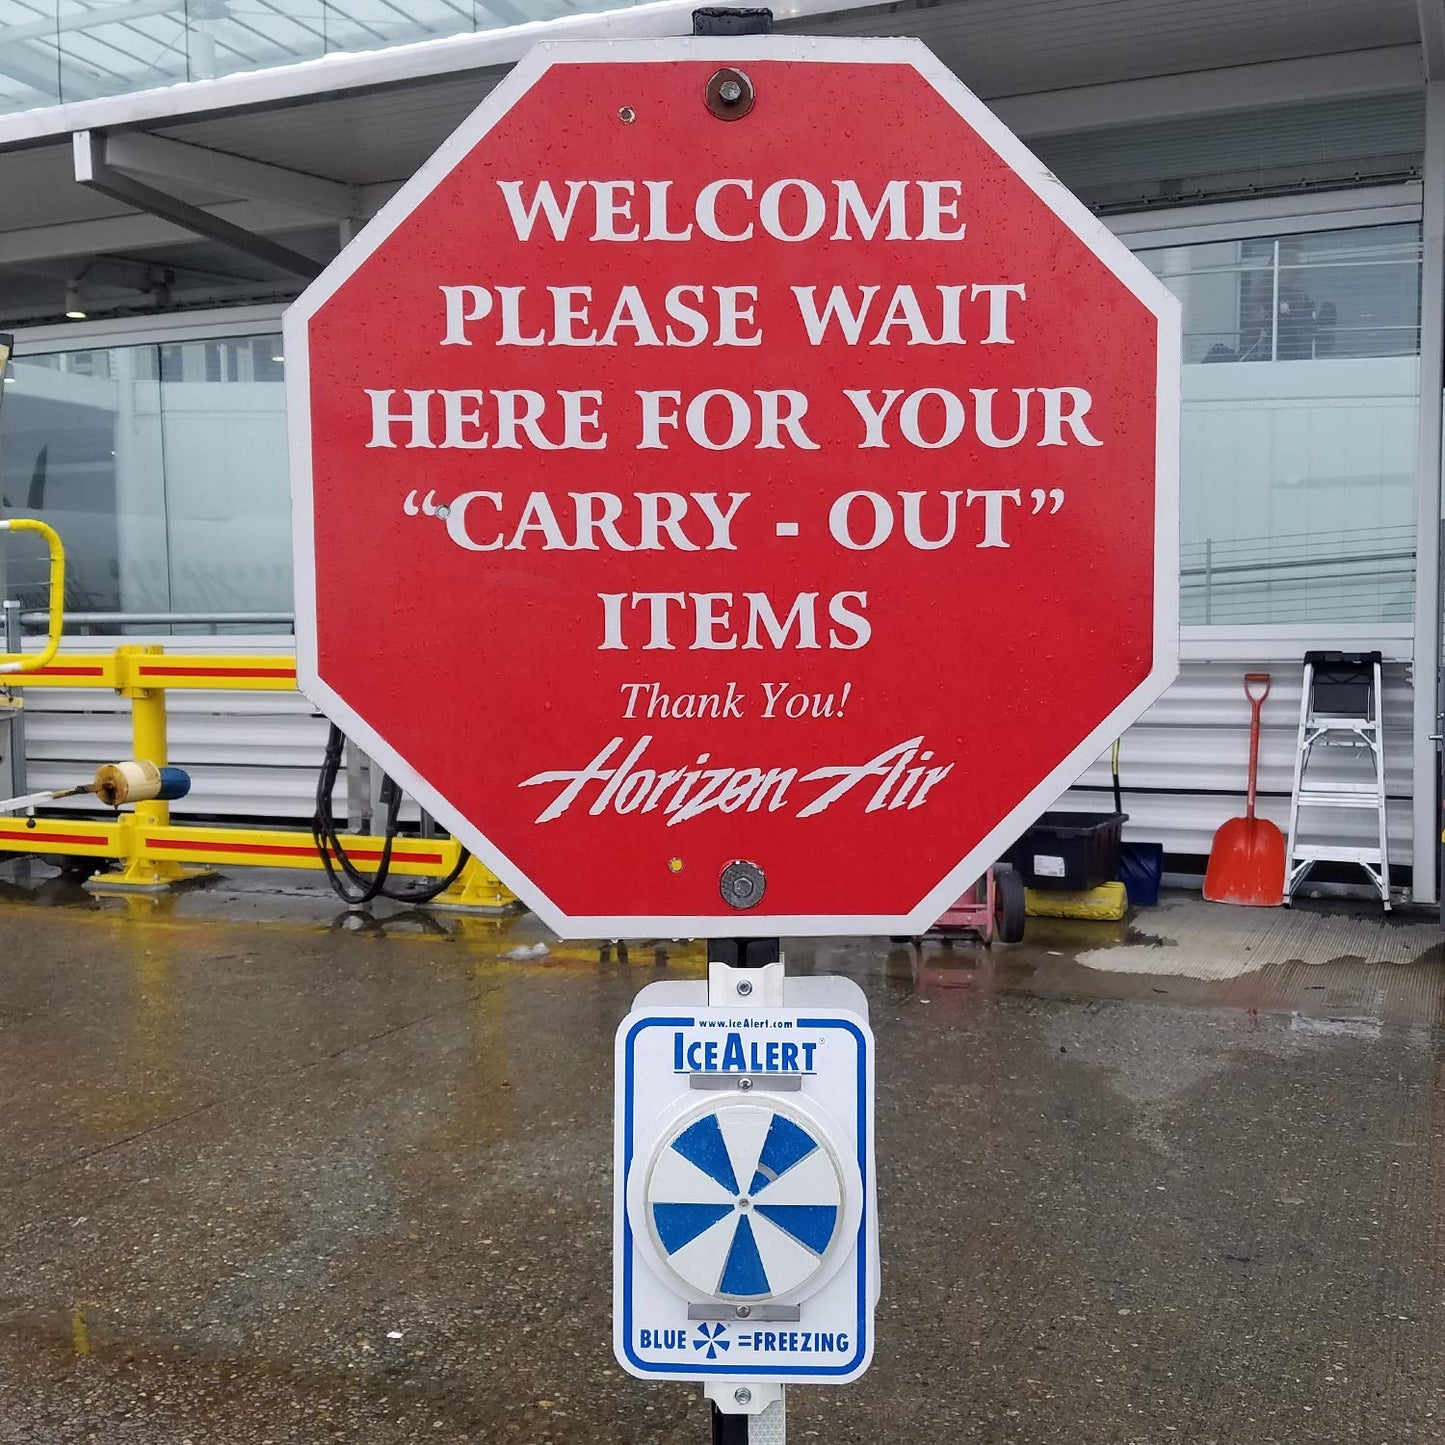 WELCOME
PLEASE WAIT
HERE FOR YOUR
“CARRY - OUT”
ITEMS
Thank You!
Horizon Air
www.IceAlert.com
ICEALERT®
BLUE =FREEZING